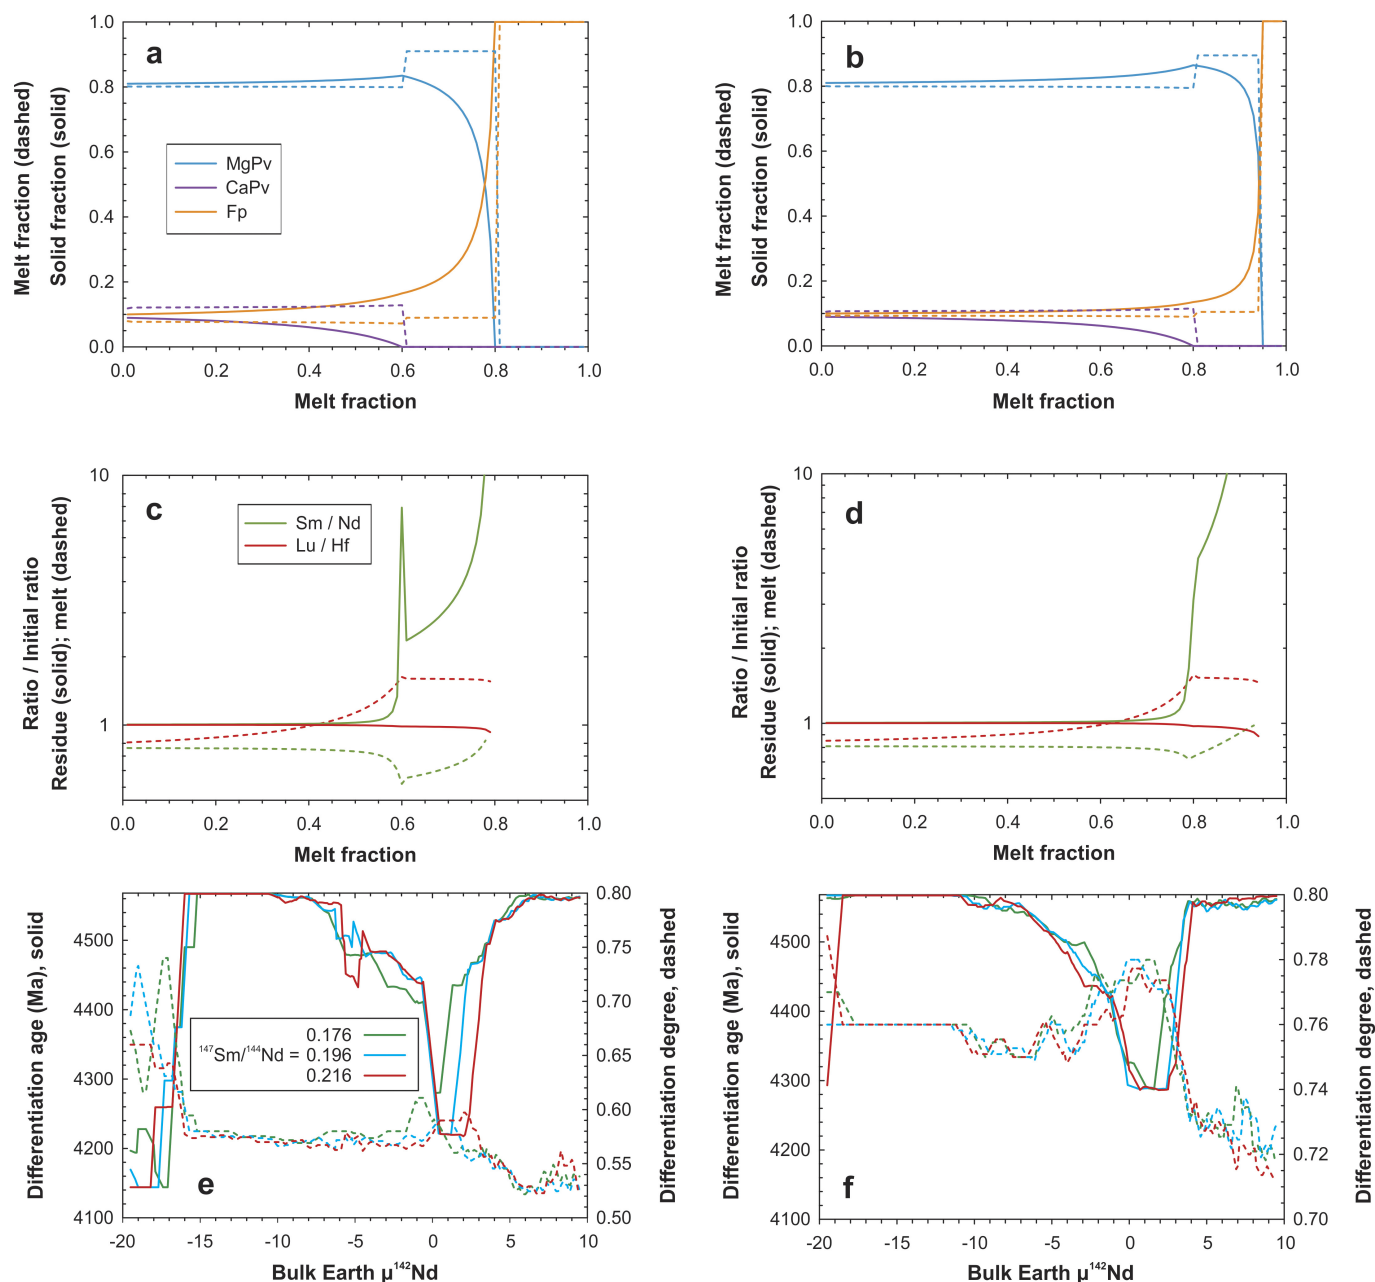 a
Melt fraction (dashed)
Solid fraction (solid)
1.0
0.8
0.6
0.4
0.2
0.0
MgPv
CaPv
Fp
0.0 0.2 0.4 0.6 0.8 1.0
Melt fraction
b
Melt fraction (dashed)
Solid fraction (solid)
1.0
0.8
0.6
0.4
0.2
0.0
0.0 0.2 0.4 0.6 0.8 1.0
Melt fraction
c
Ratio / Initial ratio
Residue (solid); melt (dashed)
10
1
Sm / Nd
Lu / Hf
0.0 0.2 0.4 0.6 0.8 1.0
Melt fraction
d
Ratio / Initial ratio
Residue (solid); melt (dashed)
10
1
0.0 0.2 0.4 0.6 0.8 1.0
Melt fraction
e
Differentiation age (Ma), solid
4500
4400
4300
4200
4100
0.176
¹⁴⁷Sm/¹⁴⁴Nd = 0.196
0.216
0.80
0.75
0.70
0.65
0.60
0.55
0.50
Differentiation degree, dashed
-20 -15 -10 -5 0 5 10
Bulk Earth μ¹⁴²Nd
f
Differentiation age (Ma), solid
4500
4400
4300
4200
4100
0.80
0.78
0.76
0.74
0.72
0.70
Differentiation degree, dashed
-20 -15 -10 -5 0 5 10
Bulk Earth μ¹⁴²Nd